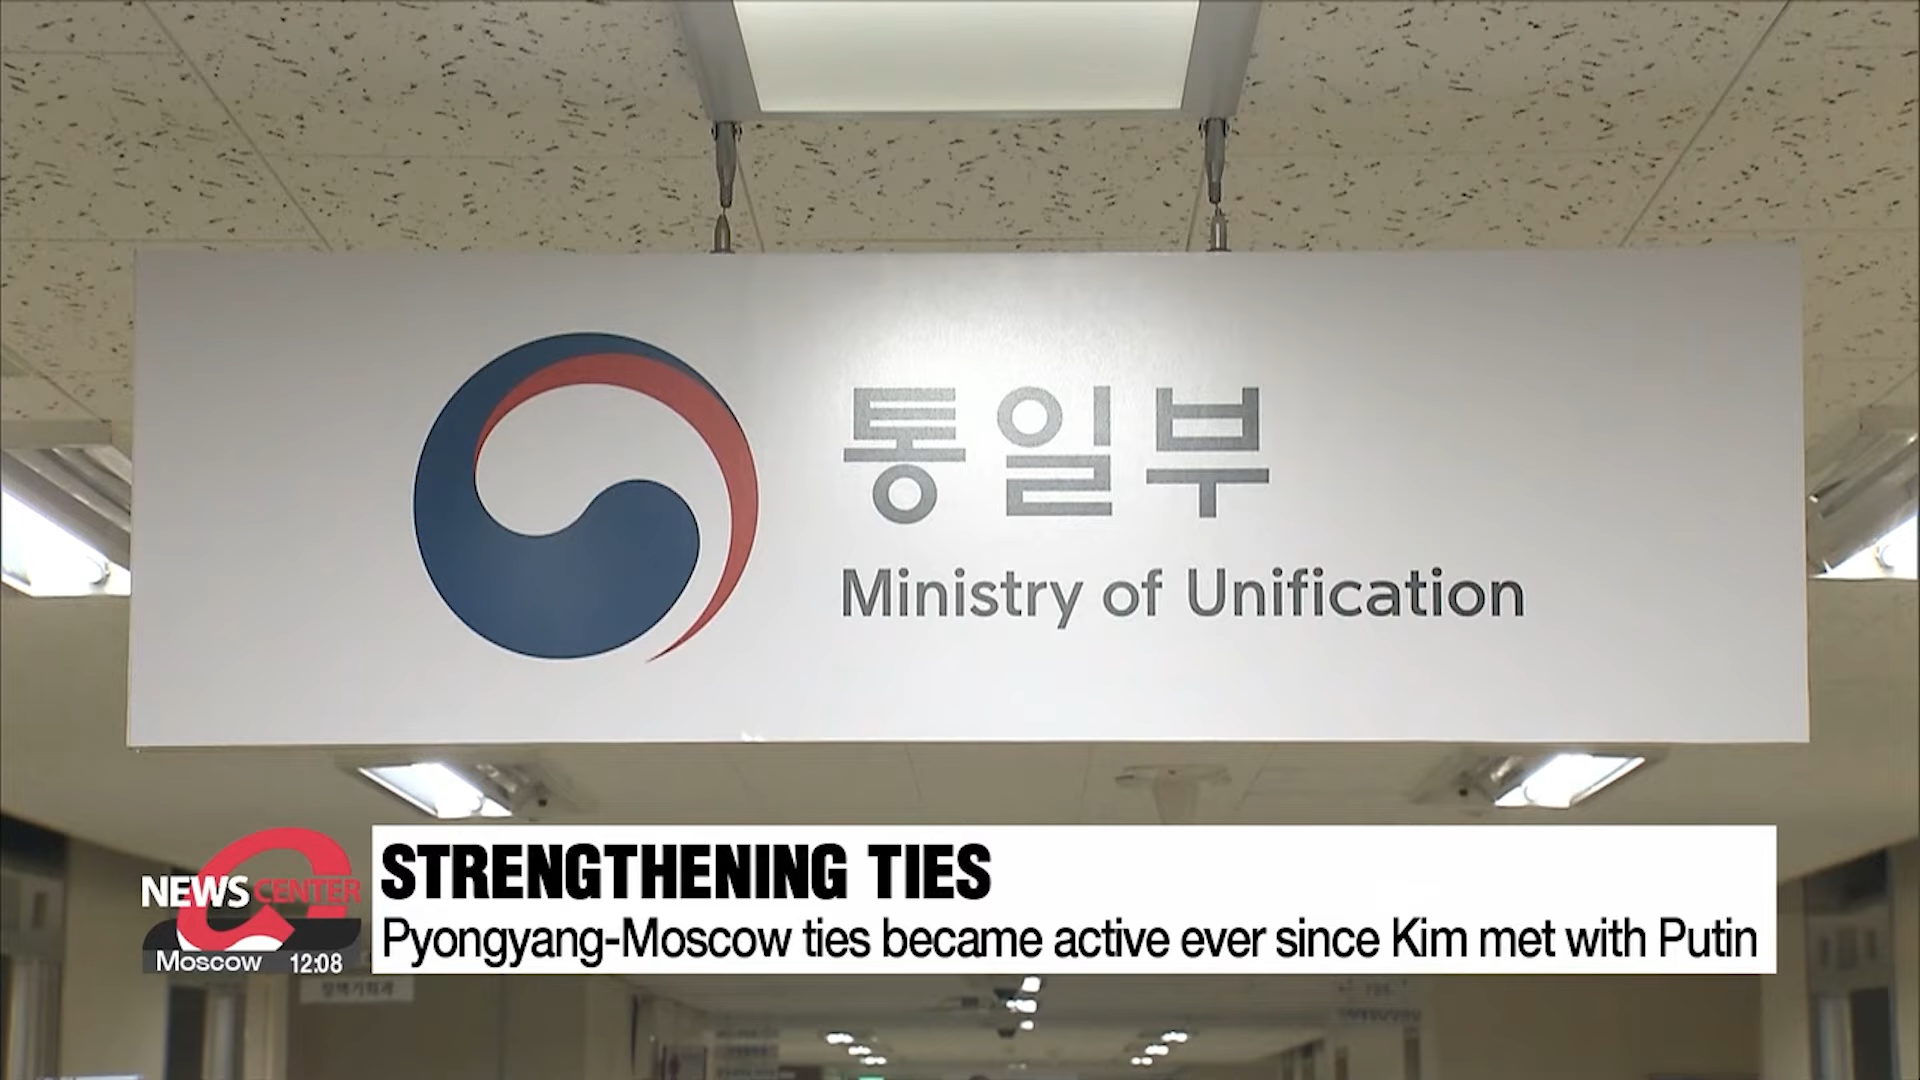 통일부
Ministry of Unification
STRENGTHENING TIES
NEWS CENTER
Pyongyang-Moscow ties became active ever since Kim met with Putin
Moscow 12:08